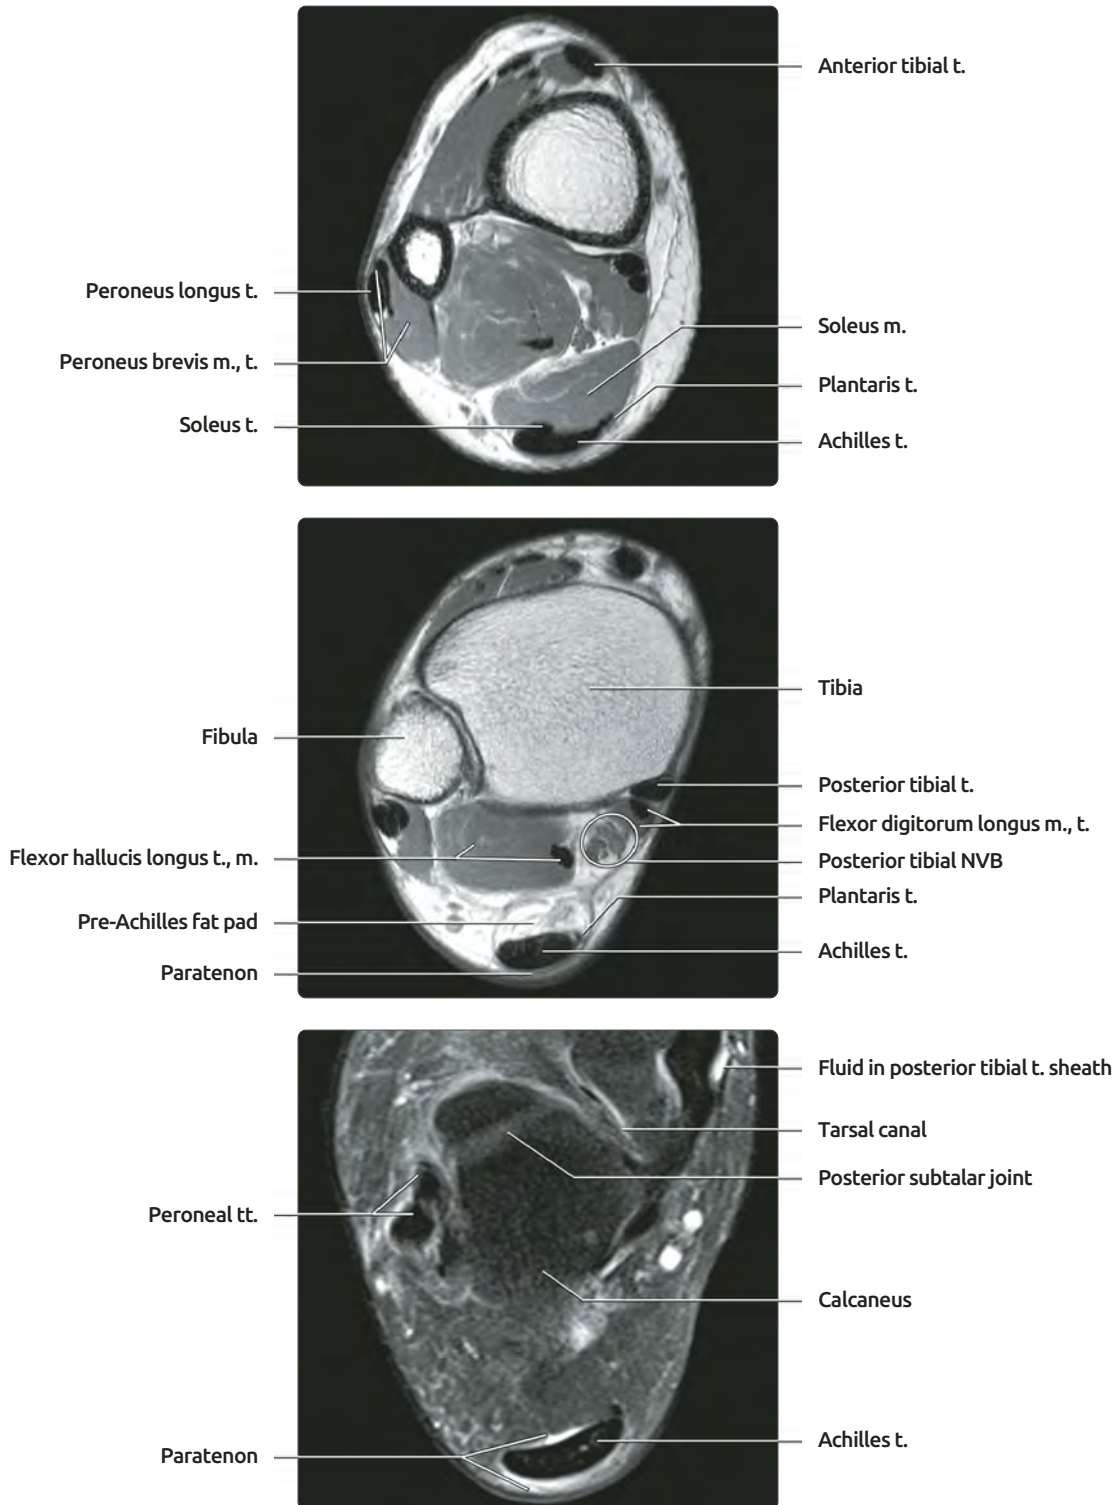 Anterior tibial t.
Peroneus longus t.
Soleus m.
Peroneus brevis m., t.
Plantaris t.
Soleus t.
Achilles t.
Tibia
Fibula
Posterior tibial t.
Flexor digitorum longus m., t.
Flexor hallucis longus t., m.
Posterior tibial NVB
Plantaris t.
Pre-Achilles fat pad
Achilles t.
Paratenon
Fluid in posterior tibial t. sheath
Tarsal canal
Posterior subtalar joint
Peroneal tt.
Calcaneus
Achilles t.
Paratenon